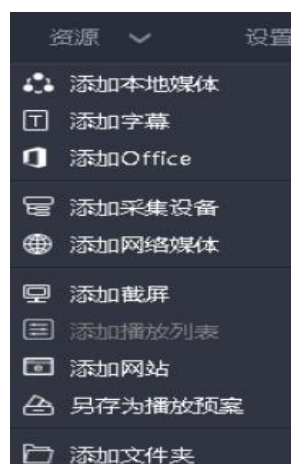 资源 设置
添加本地媒体
添加字幕
添加Office
添加采集设备
添加网络媒体
添加截屏
添加播放列表
添加网站
另存为播放预案
添加文件夹